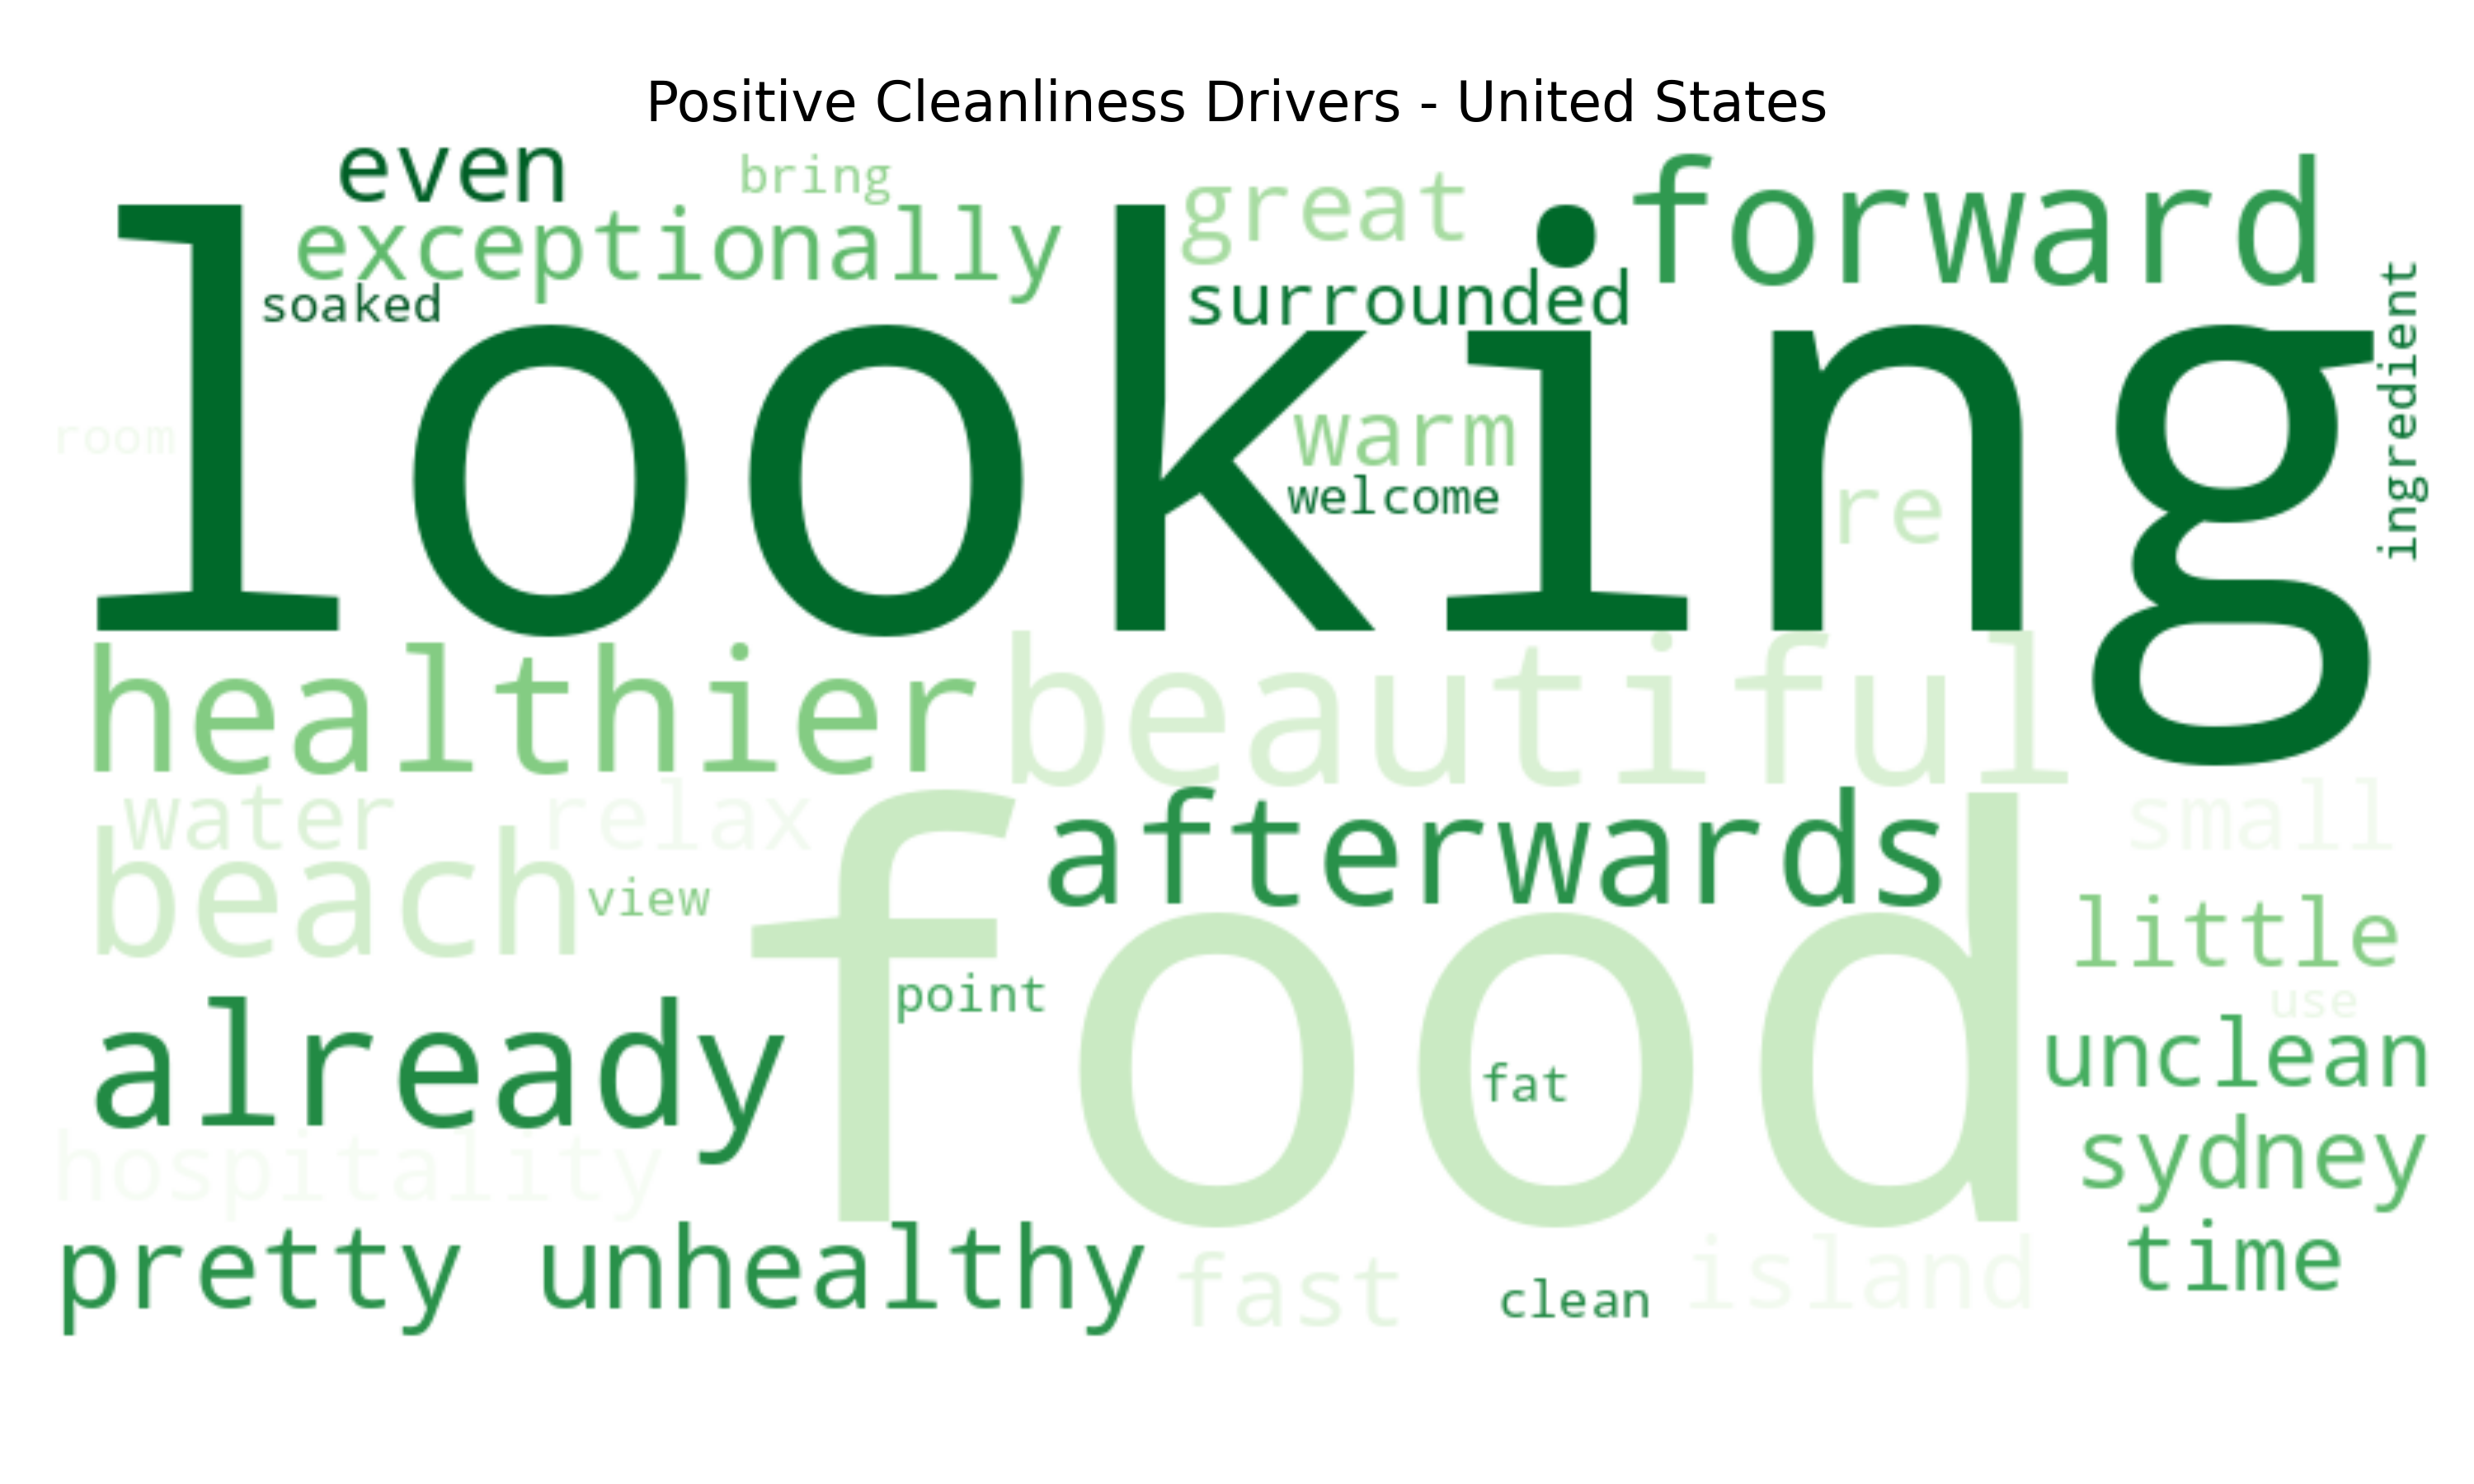 Positive Cleanliness Drivers - United States
even
bring
great
forward
exceptionally
soaked
surrounded
looking
ingredient
room
warm
welcome
re
healthier
beautiful
water
relax
afterwards
small
beach
view
food
little
already
point
use
unclean
fat
hospitality
sydney
pretty unhealthy
fast
clean
island
time